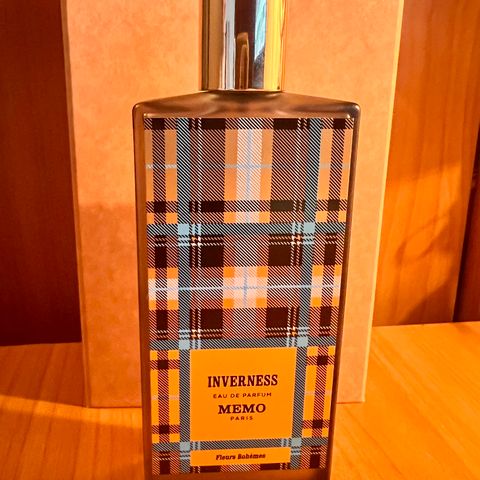 INVERNESS
EAU DE PARFUM
MEMO
PARIS
Fleurs Bohèmes